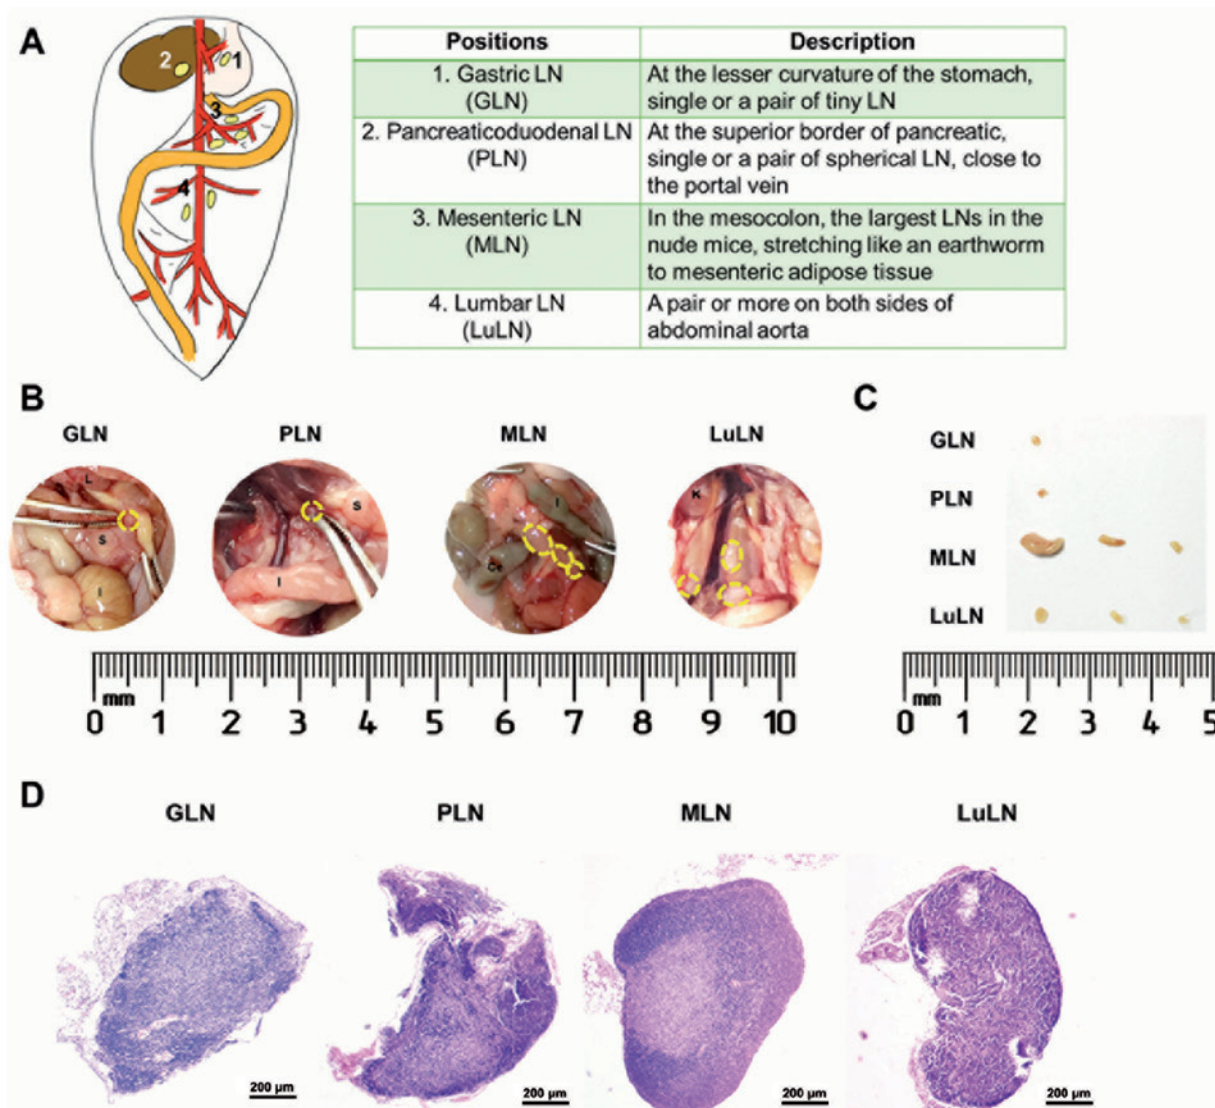 A
2
1
3
4
Positions
Description
1. Gastric LN
(GLN)
At the lesser curvature of the stomach,
single or a pair of tiny LN
2. Pancreaticoduodenal LN
(PLN)
At the superior border of pancreatic,
single or a pair of spherical LN, close to
the portal vein
3. Mesenteric LN
(MLN)
In the mesocolon, the largest LNs in the
nude mice, stretching like an earthworm
to mesenteric adipose tissue
4. Lumbar LN
(LuLN)
A pair or more on both sides of
abdominal aorta
B
GLN
PLN
MLN
LuLN
L
S
I
S
I
I
Ce
K
mm
0 1 2 3 4 5 6 7 8 9 10
C
GLN
PLN
MLN
LuLN
mm
0 1 2 3 4 5
D
GLN
PLN
MLN
LuLN
200 µm
200 µm
200 µm
200 µm